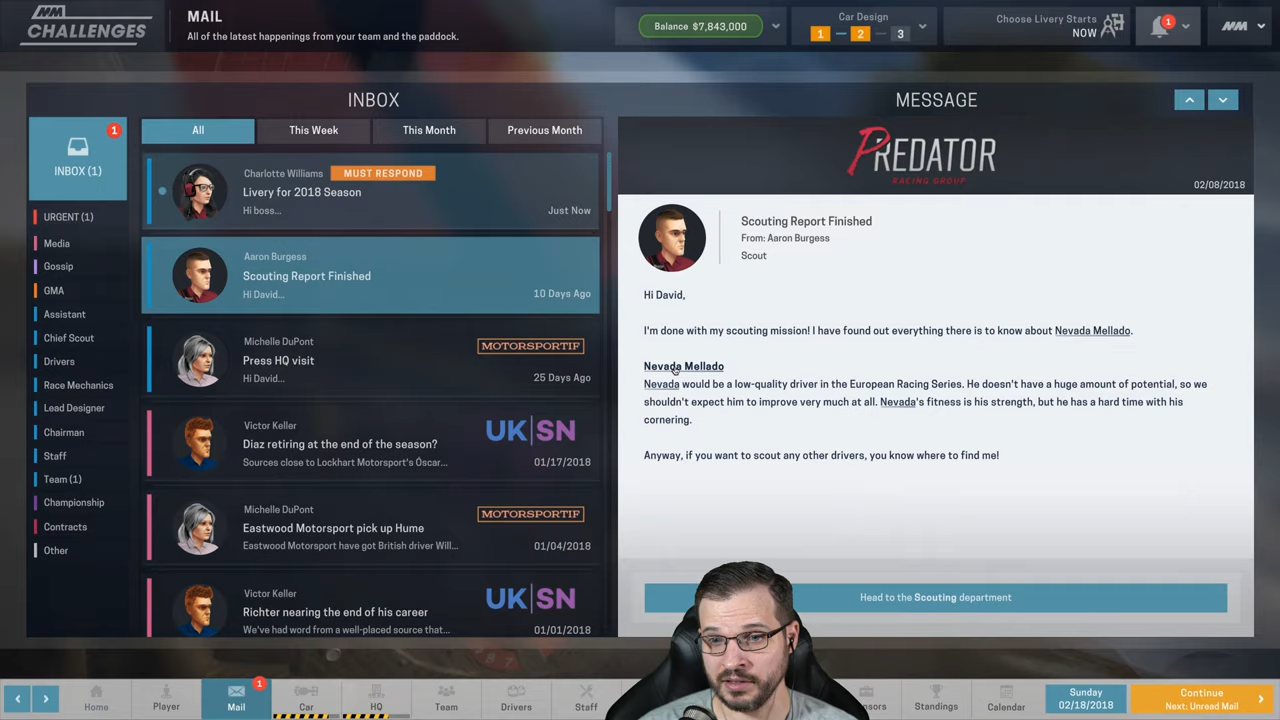 MM
CHALLENGES
MAIL
All of the latest happenings from your team and the paddock.
Balance $7,843,000
Car Design
1 2 3
Choose Livery Starts
NOW
1
MM
INBOX
MESSAGE
1
INBOX (1)
URGENT (1)
Media
Gossip
GMA
Assistant
Chief Scout
Drivers
Race Mechanics
Lead Designer
Chairman
Staff
Team (1)
Championship
Contracts
Other
All
This Week
This Month
Previous Month
Charlotte Williams
MUST RESPOND
Livery for 2018 Season
Hi boss...
Just Now
Aaron Burgess
Scouting Report Finished
Hi David...
10 Days Ago
Michelle DuPont
MOTORSPORTIF
Press HQ visit
Hi David...
25 Days Ago
Victor Keller
UK|SN
Diaz retiring at the end of the season?
Sources close to Lockhart Motorsport's Óscar...
01/17/2018
Michelle DuPont
MOTORSPORTIF
Eastwood Motorsport pick up Hume
Eastwood Motorsport have got British driver Will...
01/04/2018
Victor Keller
UK|SN
Richter nearing the end of his career
We've had word from a well-placed source that...
01/01/2018
PREDATOR
RACING GROUP
02/08/2018
Scouting Report Finished
From: Aaron Burgess
Scout
Hi David,
I'm done with my scouting mission! I have found out everything there is to know about Nevada Mellado.
Nevada Mellado
Nevada would be a low-quality driver in the European Racing Series. He doesn't have a huge amount of potential, so we
shouldn't expect him to improve very much at all. Nevada's fitness is his strength, but he has a hard time with his
cornering.
Anyway, if you want to scout any other drivers, you know where to find me!
Head to the Scouting department
Home
Player
Mail
1
Car
HQ
Team
Drivers
Staff
Standings
Calendar
Sunday
02/18/2018
Continue
Next: Unread Mail